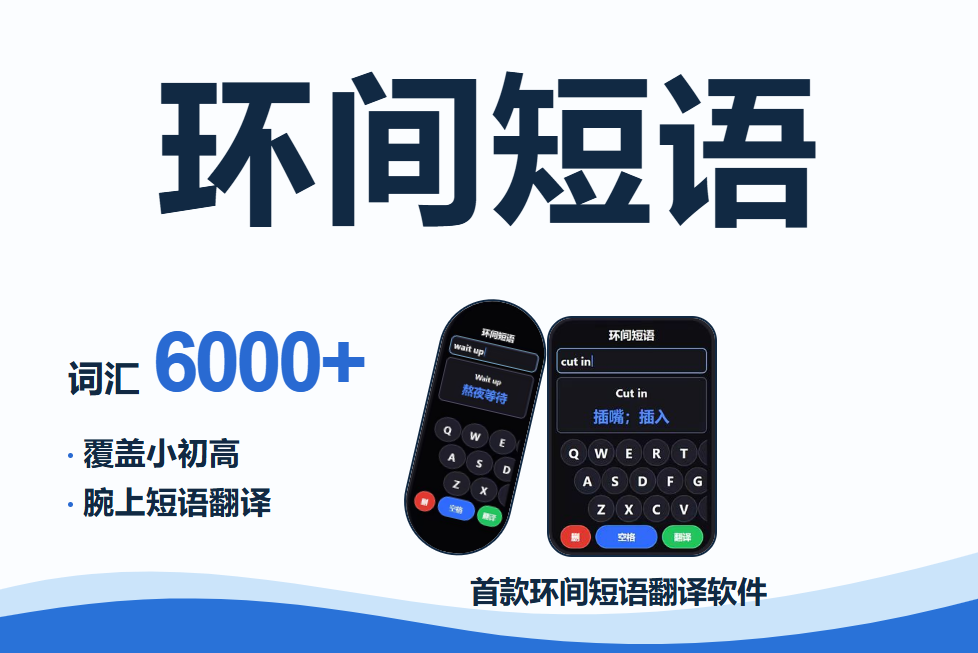 环间短语
词汇 6000+
· 覆盖小初高
· 腕上短语翻译
环间短语
wait up
Wait up
熬夜等待
Q W E
A S D
Z X
删 空格 翻译
环间短语
cut in
Cut in
插嘴；插入
Q W E R T
A S D F G
Z X C V
删 空格 翻译
首款环间短语翻译软件